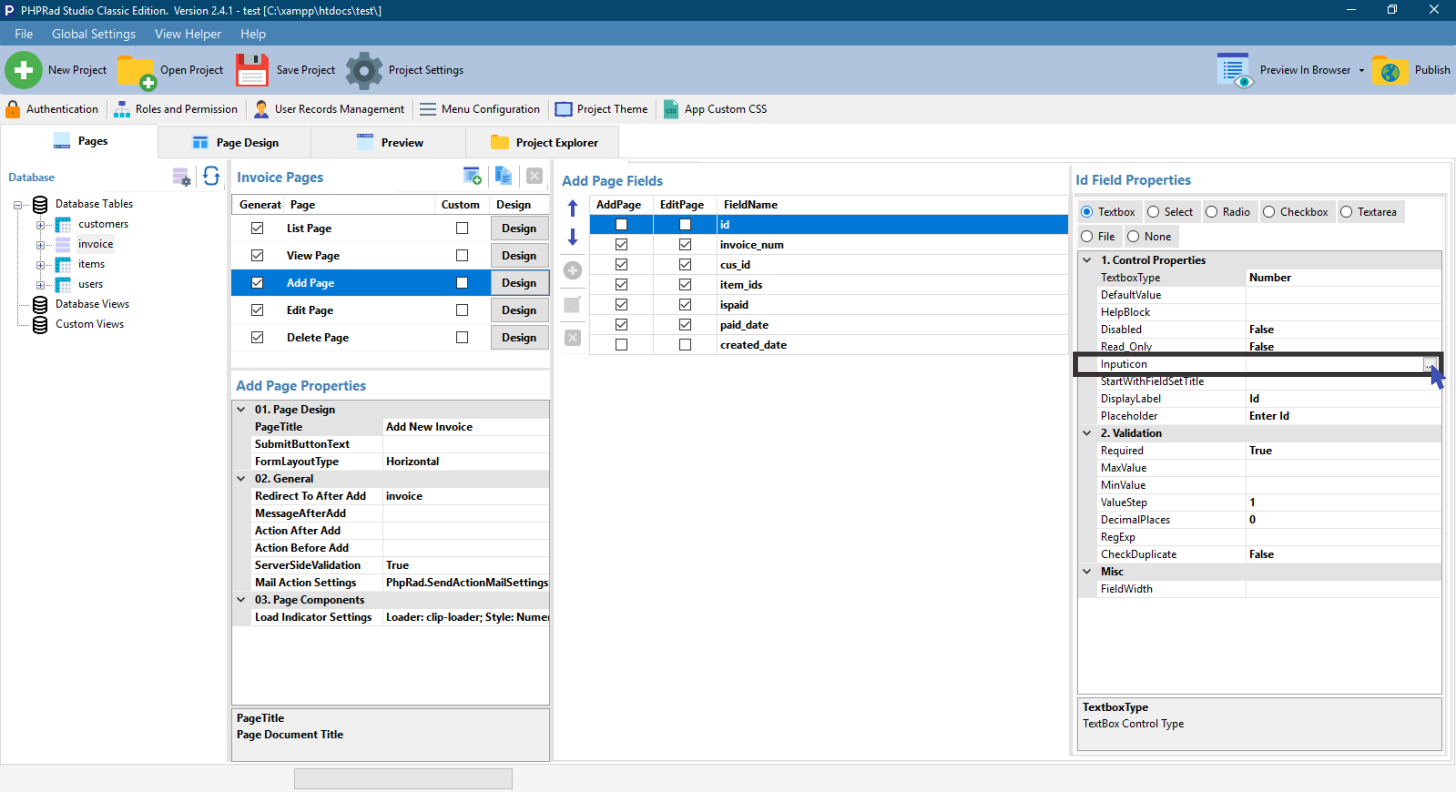 PHPRad Studio Classic Edition. Version 2.4.1 - test [C:\xampp\htdocs\test\]
File Global Settings View Helper Help
New Project Open Project Save Project Project Settings Preview In Browser Publish
Authentication Roles and Permission User Records Management Menu Configuration Project Theme App Custom CSS
Pages Page Design Preview Project Explorer
Database
Database Tables
customers
invoice
items
users
Database Views
Custom Views
Invoice Pages
Generat Page Custom Design
List Page Design
View Page Design
Add Page Design
Edit Page Design
Delete Page Design
Add Page Properties
01. Page Design
PageTitle Add New Invoice
SubmitButtonText
FormLayoutType Horizontal
02. General
Redirect To After Add invoice
MessageAfterAdd
Action After Add
Action Before Add
ServerSideValidation True
Mail Action Settings PhpRad.SendActionMailSettings
03. Page Components
Load Indicator Settings Loader: clip-loader; Style: Numer
PageTitle
Page Document Title
Add Page Fields
AddPage EditPage FieldName
id
invoice_num
cus_id
item_ids
ispaid
paid_date
created_date
Id Field Properties
Textbox Select Radio Checkbox Textarea
File None
1. Control Properties
TextboxType Number
DefaultValue
HelpBlock
Disabled False
Read_Only False
Inputicon ...
StartWithFieldSetTitle
DisplayLabel Id
Placeholder Enter Id
2. Validation
Required True
MaxValue
MinValue
ValueStep 1
DecimalPlaces 0
RegExp
CheckDuplicate False
Misc
FieldWidth
TextboxType
TextBox Control Type